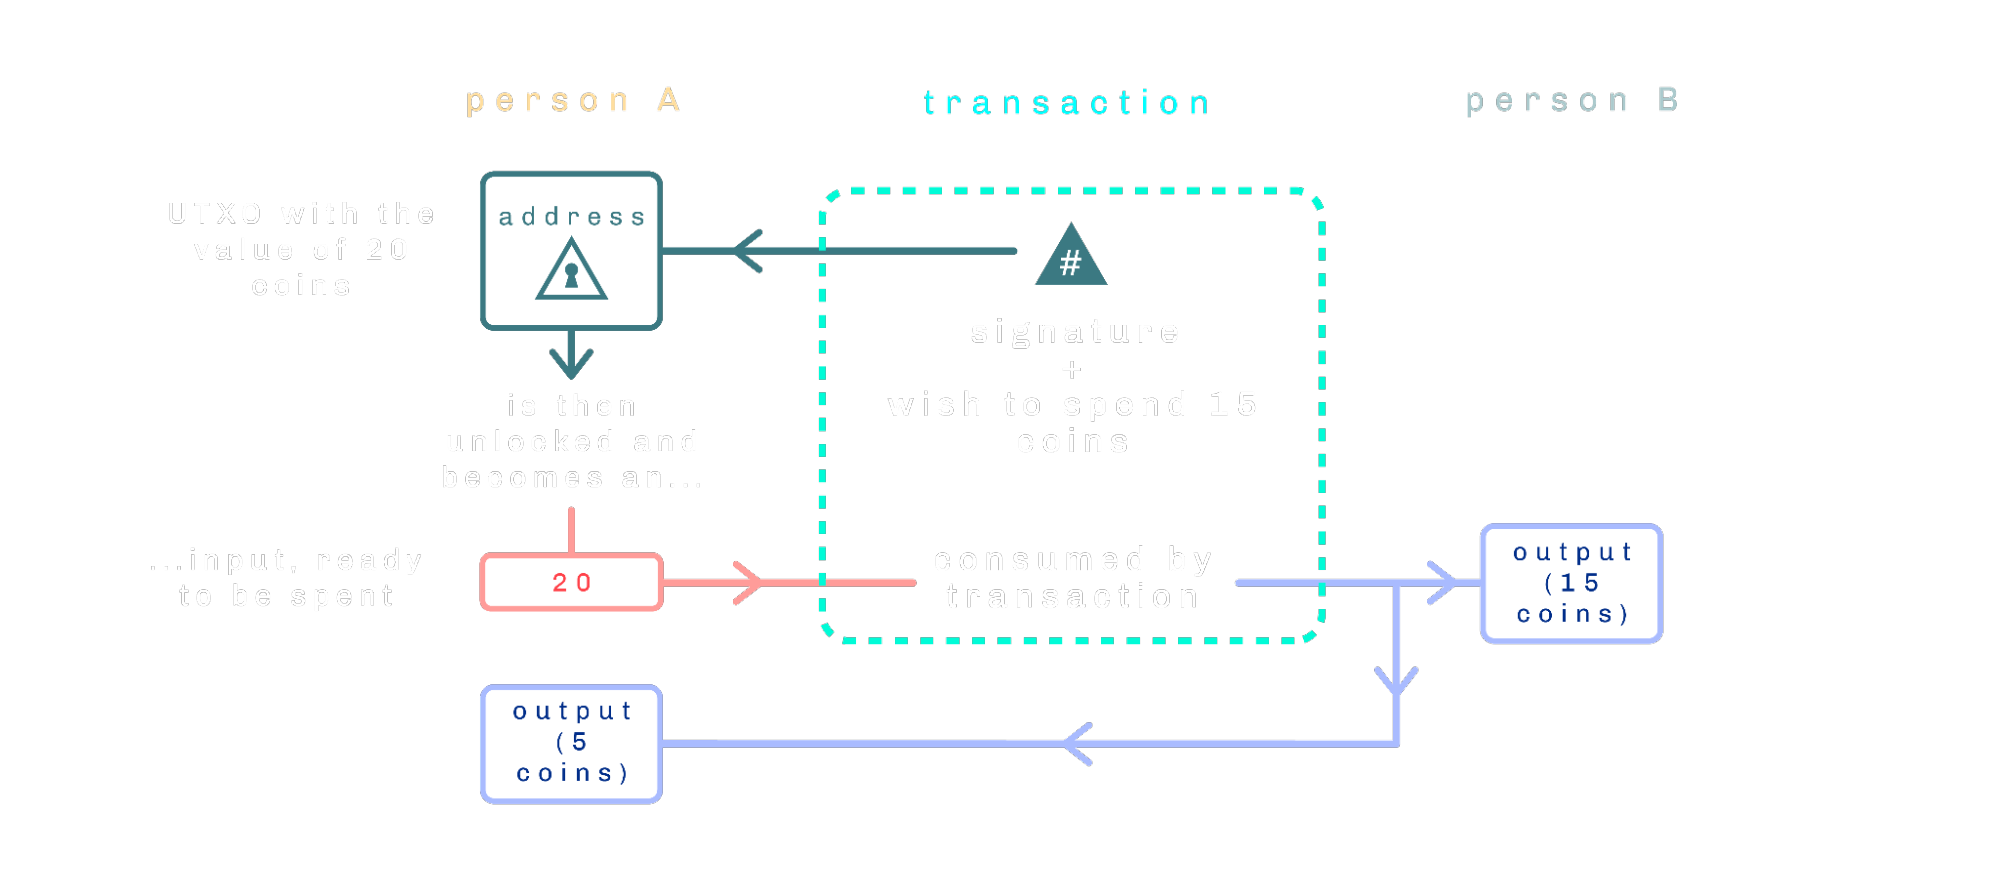 person A
transaction
person B
UTXO with the
value of 20
coins
address
#
signature
+
wish to spend 15
coins
is then
unlocked and
becomes an...
...input, ready
to be spent
20
consumed by
transaction
output
(15
coins)
output
(5
coins)